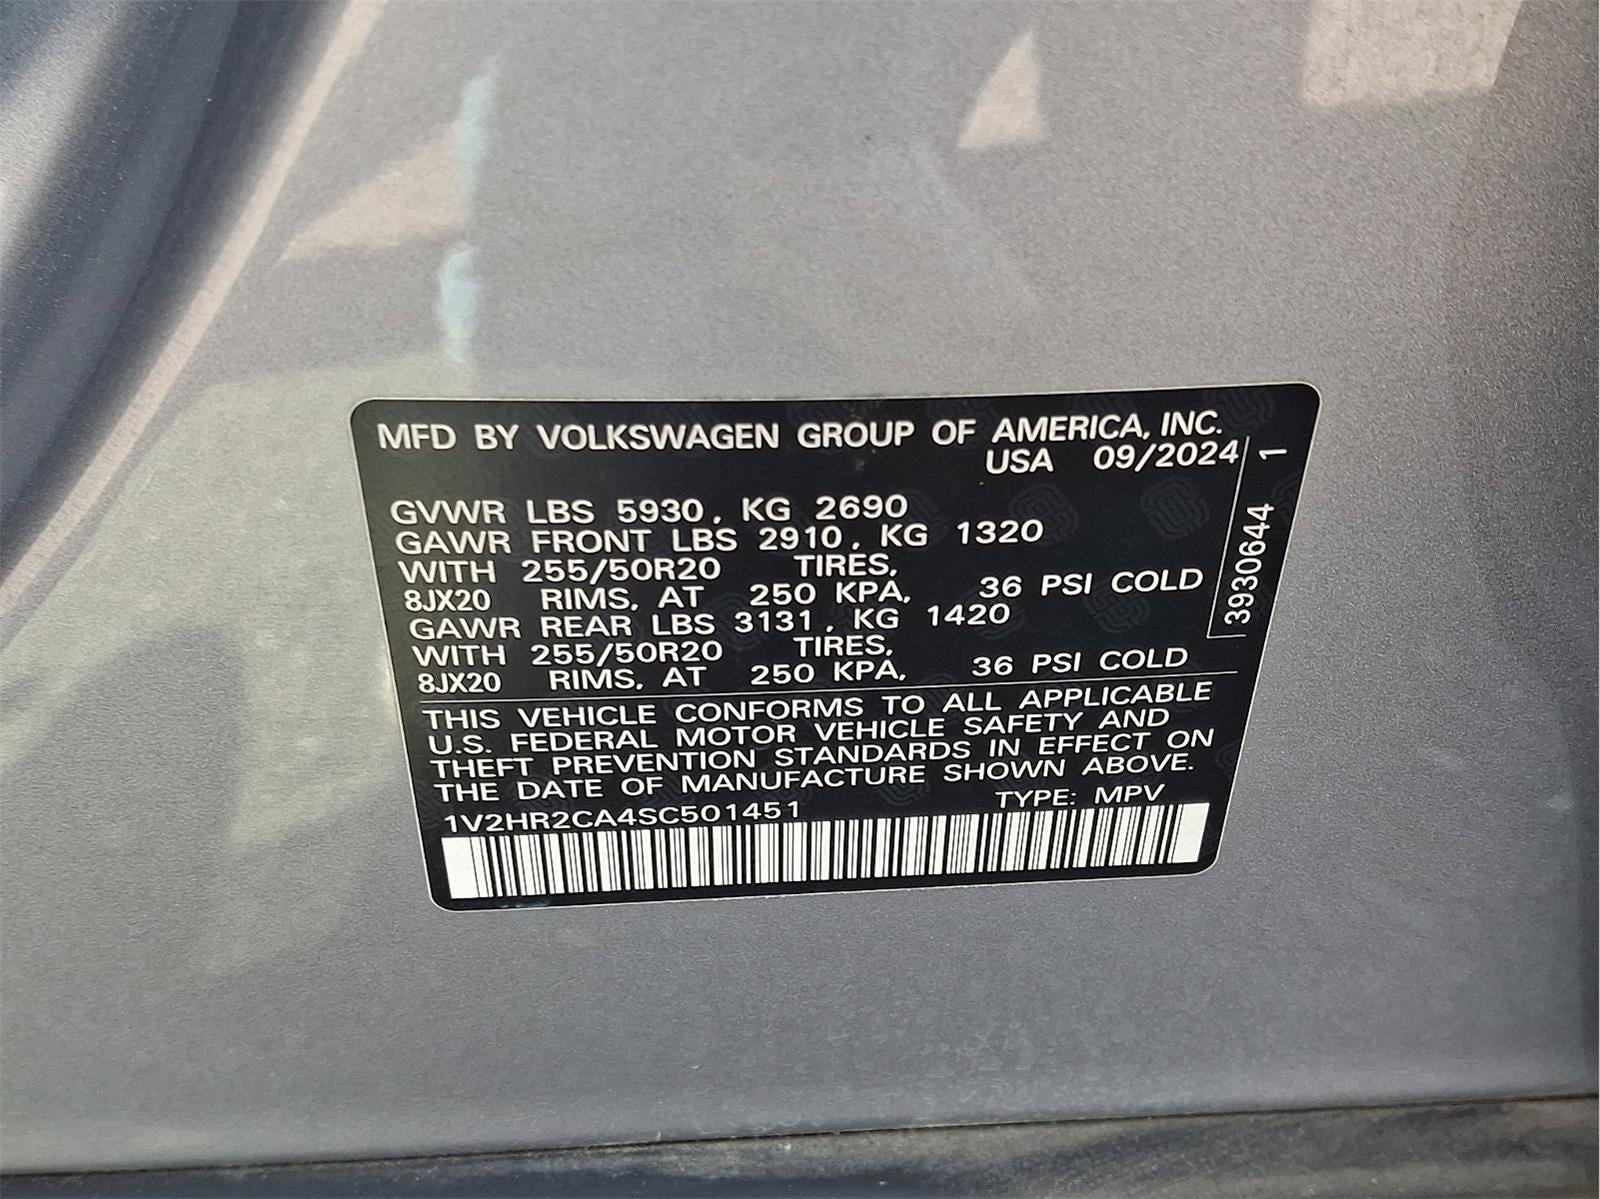 MFD BY VOLKSWAGEN GROUP OF AMERICA, INC.
USA 09/2024
GVWR LBS 5930, KG 2690
GAWR FRONT LBS 2910, KG 1320
WITH 255/50R20 TIRES,
8JX20 RIMS, AT 250 KPA, 36 PSI COLD
GAWR REAR LBS 3131, KG 1420
WITH 255/50R20 TIRES,
8JX20 RIMS, AT 250 KPA, 36 PSI COLD
THIS VEHICLE CONFORMS TO ALL APPLICABLE
U.S. FEDERAL MOTOR VEHICLE SAFETY AND
THEFT PREVENTION STANDARDS IN EFFECT ON
THE DATE OF MANUFACTURE SHOWN ABOVE.
1V2HR2CA4SC501451 TYPE: MPV
3930644 1